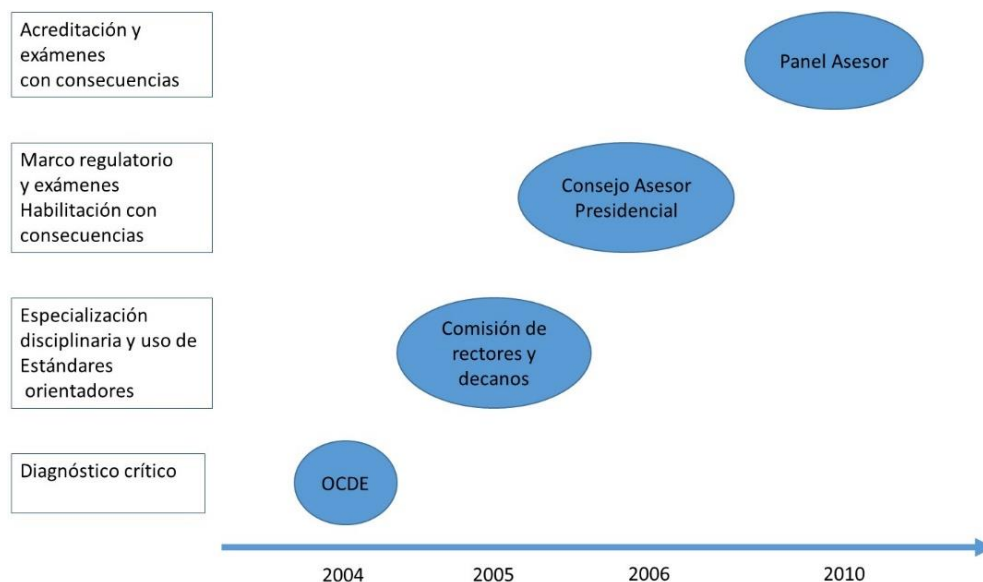 Acreditación y
exámenes
con consecuencias
Panel Asesor
Marco regulatorio
y exámenes
Habilitación con
consecuencias
Consejo Asesor
Presidencial
Especialización
disciplinaria y uso de
Estándares
orientadores
Comisión de
rectores y
decanos
Diagnóstico crítico
OCDE
2004
2005
2006
2010